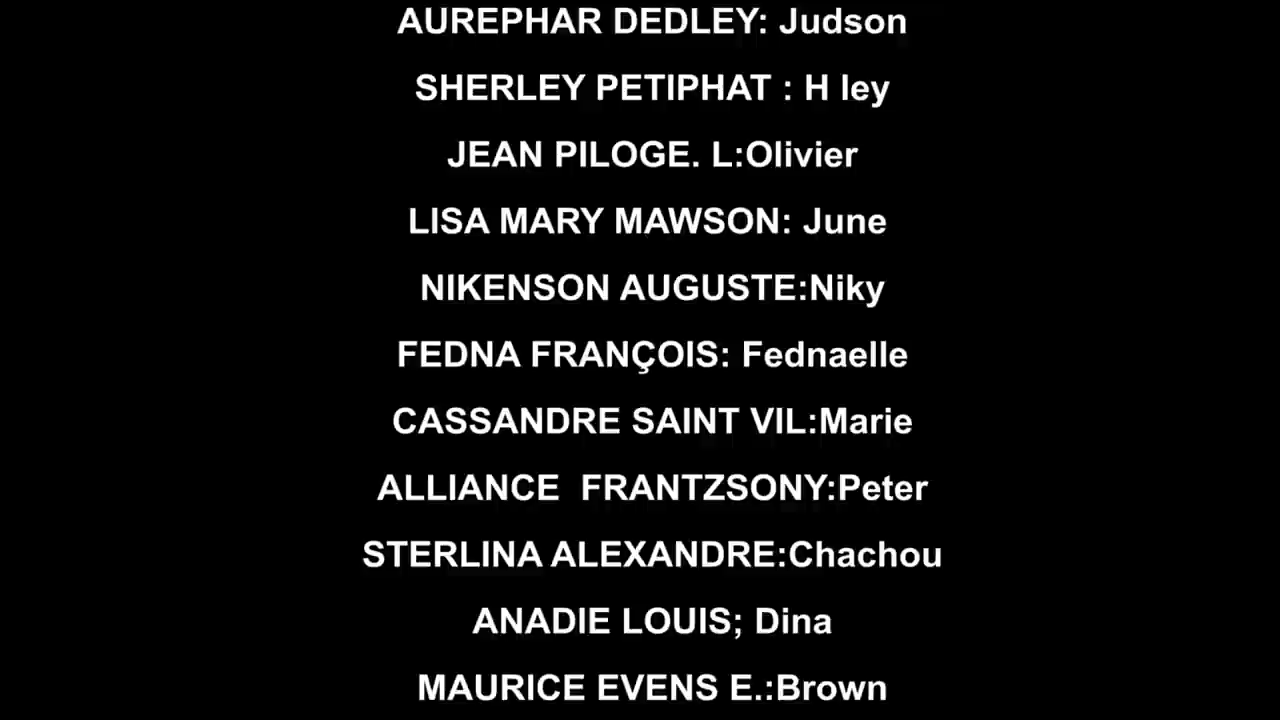 AUREPHAR DEDLEY: Judson
SHERLEY PETIPHAT : H ley
JEAN PILOGE. L:Olivier
LISA MARY MAWSON: June
NIKENSON AUGUSTE:Niky
FEDNA FRANÇOIS: Fednaelle
CASSANDRE SAINT VIL:Marie
ALLIANCE  FRANTZSONY:Peter
STERLINA ALEXANDRE:Chachou
ANADIE LOUIS; Dina
MAURICE EVENS E.:Brown